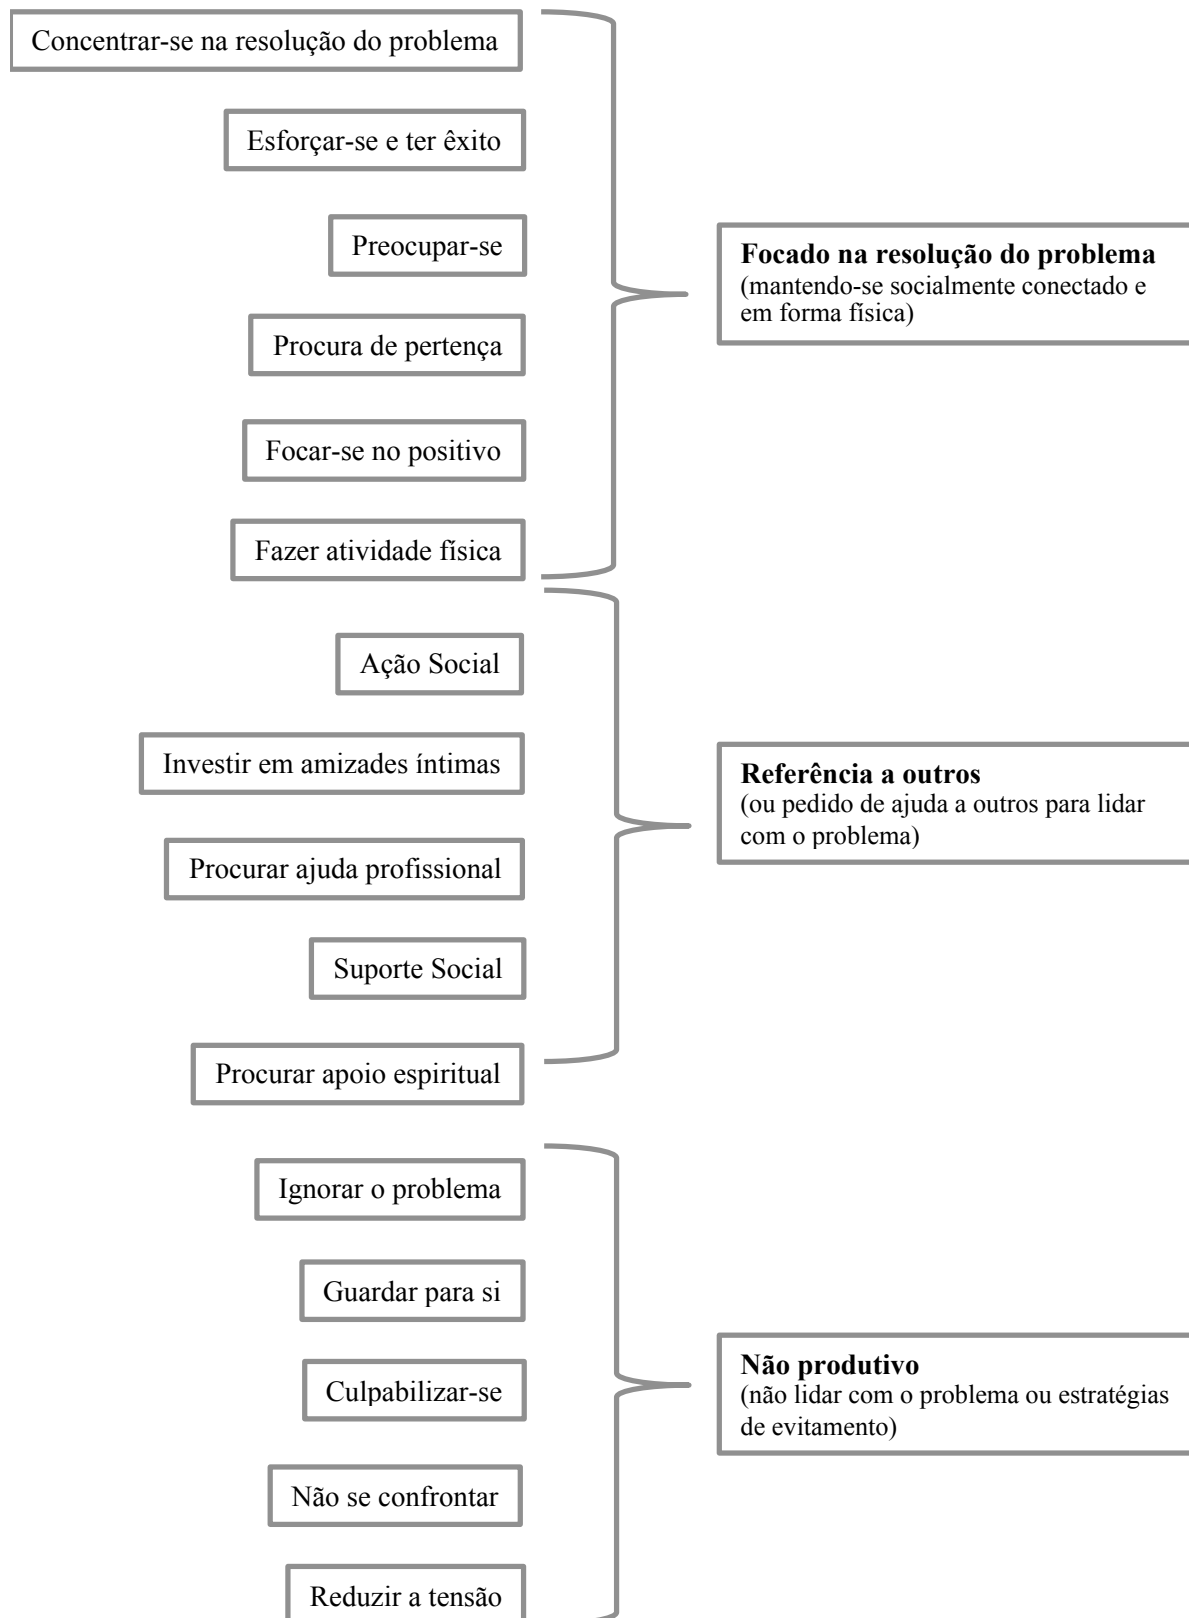 Concentrar-se na resolução do problema
Esforçar-se e ter êxito
Preocupar-se
Procura de pertença
Focar-se no positivo
Fazer atividade física
Focado na resolução do problema
(mantendo-se socialmente conectado e
em forma física)
Ação Social
Investir em amizades íntimas
Procurar ajuda profissional
Suporte Social
Procurar apoio espiritual
Referência a outros
(ou pedido de ajuda a outros para lidar
com o problema)
Ignorar o problema
Guardar para si
Culpabilizar-se
Não se confrontar
Reduzir a tensão
Não produtivo
(não lidar com o problema ou estratégias
de evitamento)